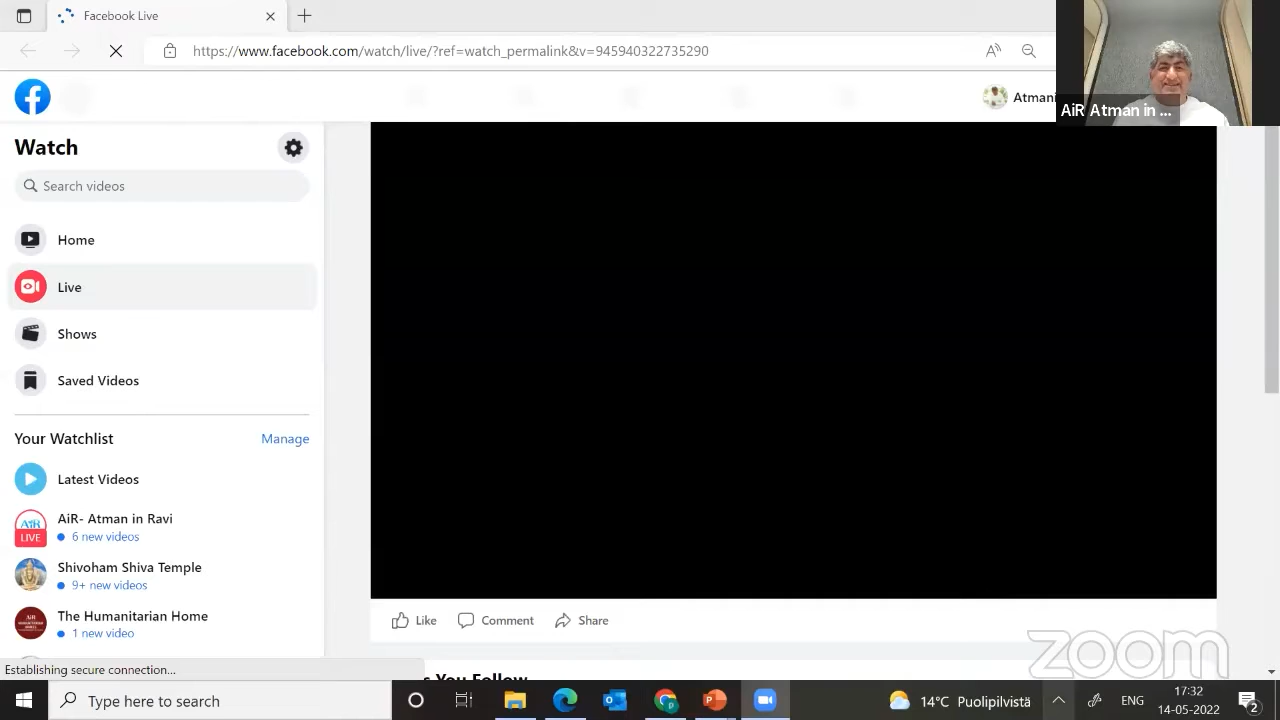 Facebook Live
https://www.facebook.com/watch/live/?ref=watch_permalink&v=945940322735290
Atmani
AiR Atman in ...
Watch
Search videos
Home
Live
Shows
Saved Videos
Your Watchlist Manage
Latest Videos
AiR- Atman in Ravi
LIVE
6 new videos
Shivoham Shiva Temple
9+ new videos
The Humanitarian Home
1 new video
Like Comment Share
zoom
Establishing secure connection...
s You Follow
Type here to search
14°C Puolipilvistä
ENG
17:32
14-05-2022
2